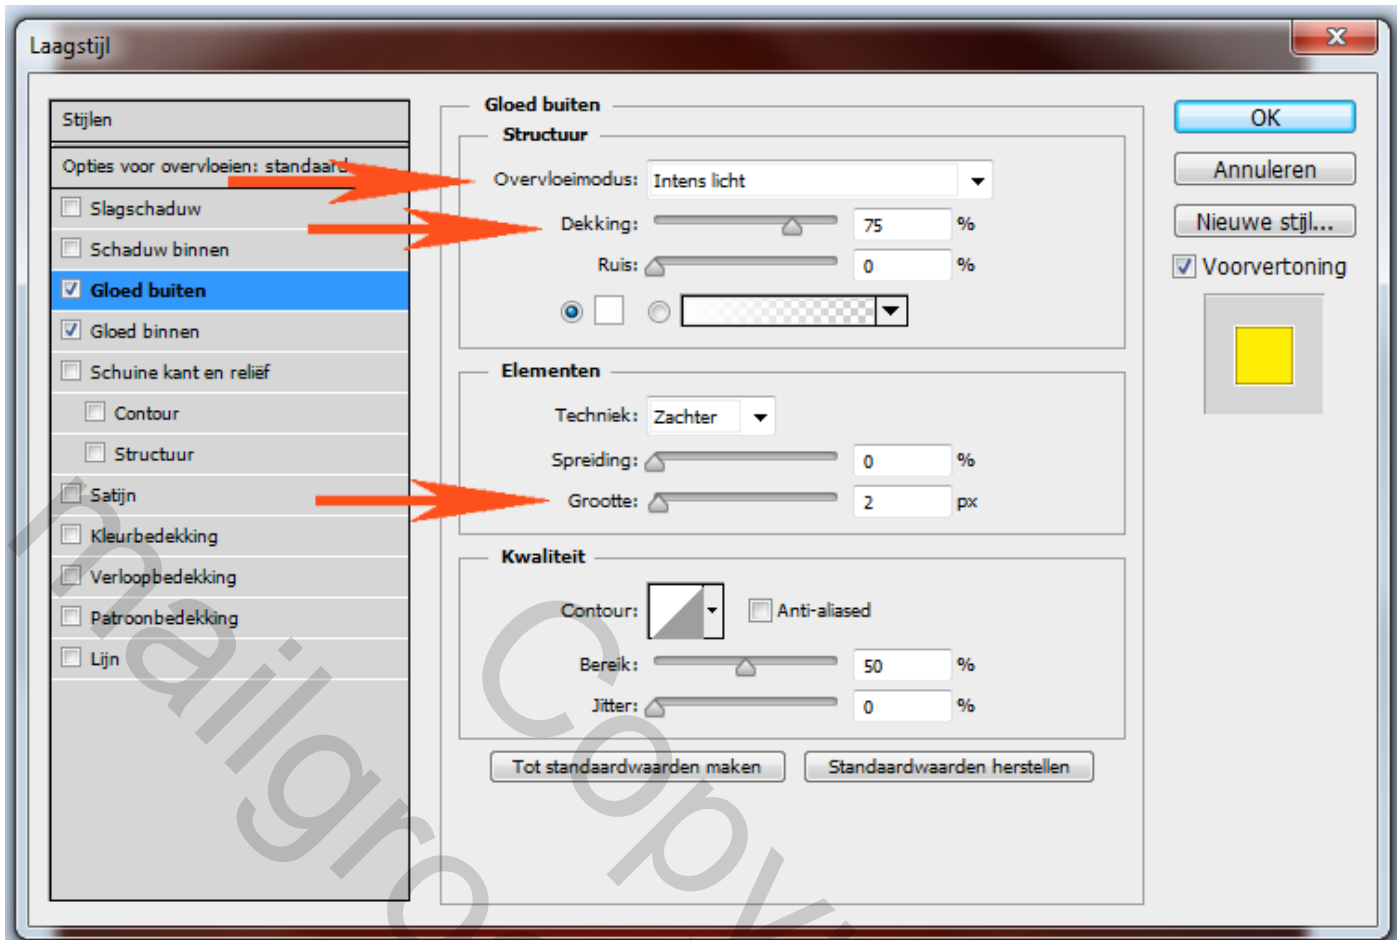 Laagstijl
Stijlen
Opties voor overvloeien: standaard
Slagschaduw
Schaduw binnen
Gloed buiten
Gloed binnen
Schuine kant en reliëf
Contour
Structuur
Satijn
Kleurbedekking
Verloopbedekking
Patroonbedekking
Lijn
Gloed buiten
Structuur
Overvloeimodus: Intens licht
Dekking: 75 %
Ruis: 0 %
Elementen
Techniek: Zachter
Spreiding: 0 %
Grootte: 2 px
Kwaliteit
Contour: Anti-aliased
Bereik: 50 %
Jitter: 0 %
Tot standaardwaarden maken Standaardwaarden herstellen
OK
Annuleren
Nieuwe stijl...
Voorvertoning